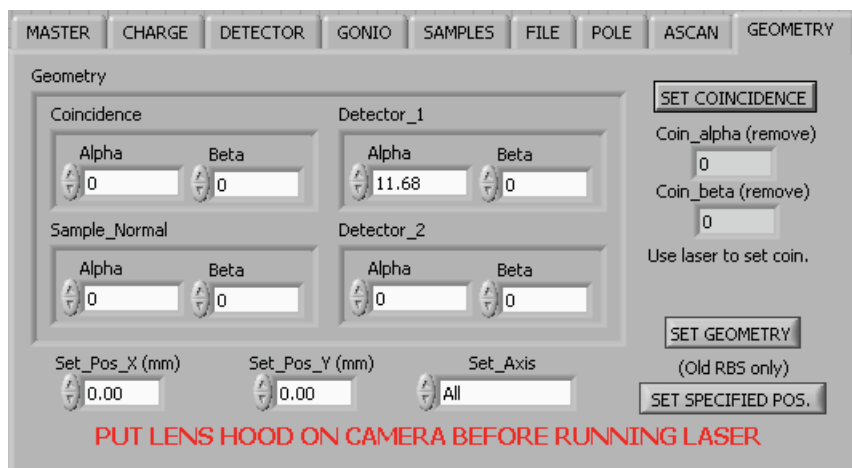 MASTER CHARGE DETECTOR GONIO SAMPLES FILE POLE ASCAN GEOMETRY
Geometry
Coincidence
Alpha Beta
0 0
Detector_1
Alpha Beta
11.68 0
Sample_Normal
Alpha Beta
0 0
Detector_2
Alpha Beta
0 0
Set_Pos_X (mm) Set_Pos_Y (mm) Set_Axis
0.00 0.00 All
SET COINCIDENCE
Coin_alpha (remove)
0
Coin_beta (remove)
0
Use laser to set coin.
SET GEOMETRY
(Old RBS only)
SET SPECIFIED POS.
PUT LENS HOOD ON CAMERA BEFORE RUNNING LASER